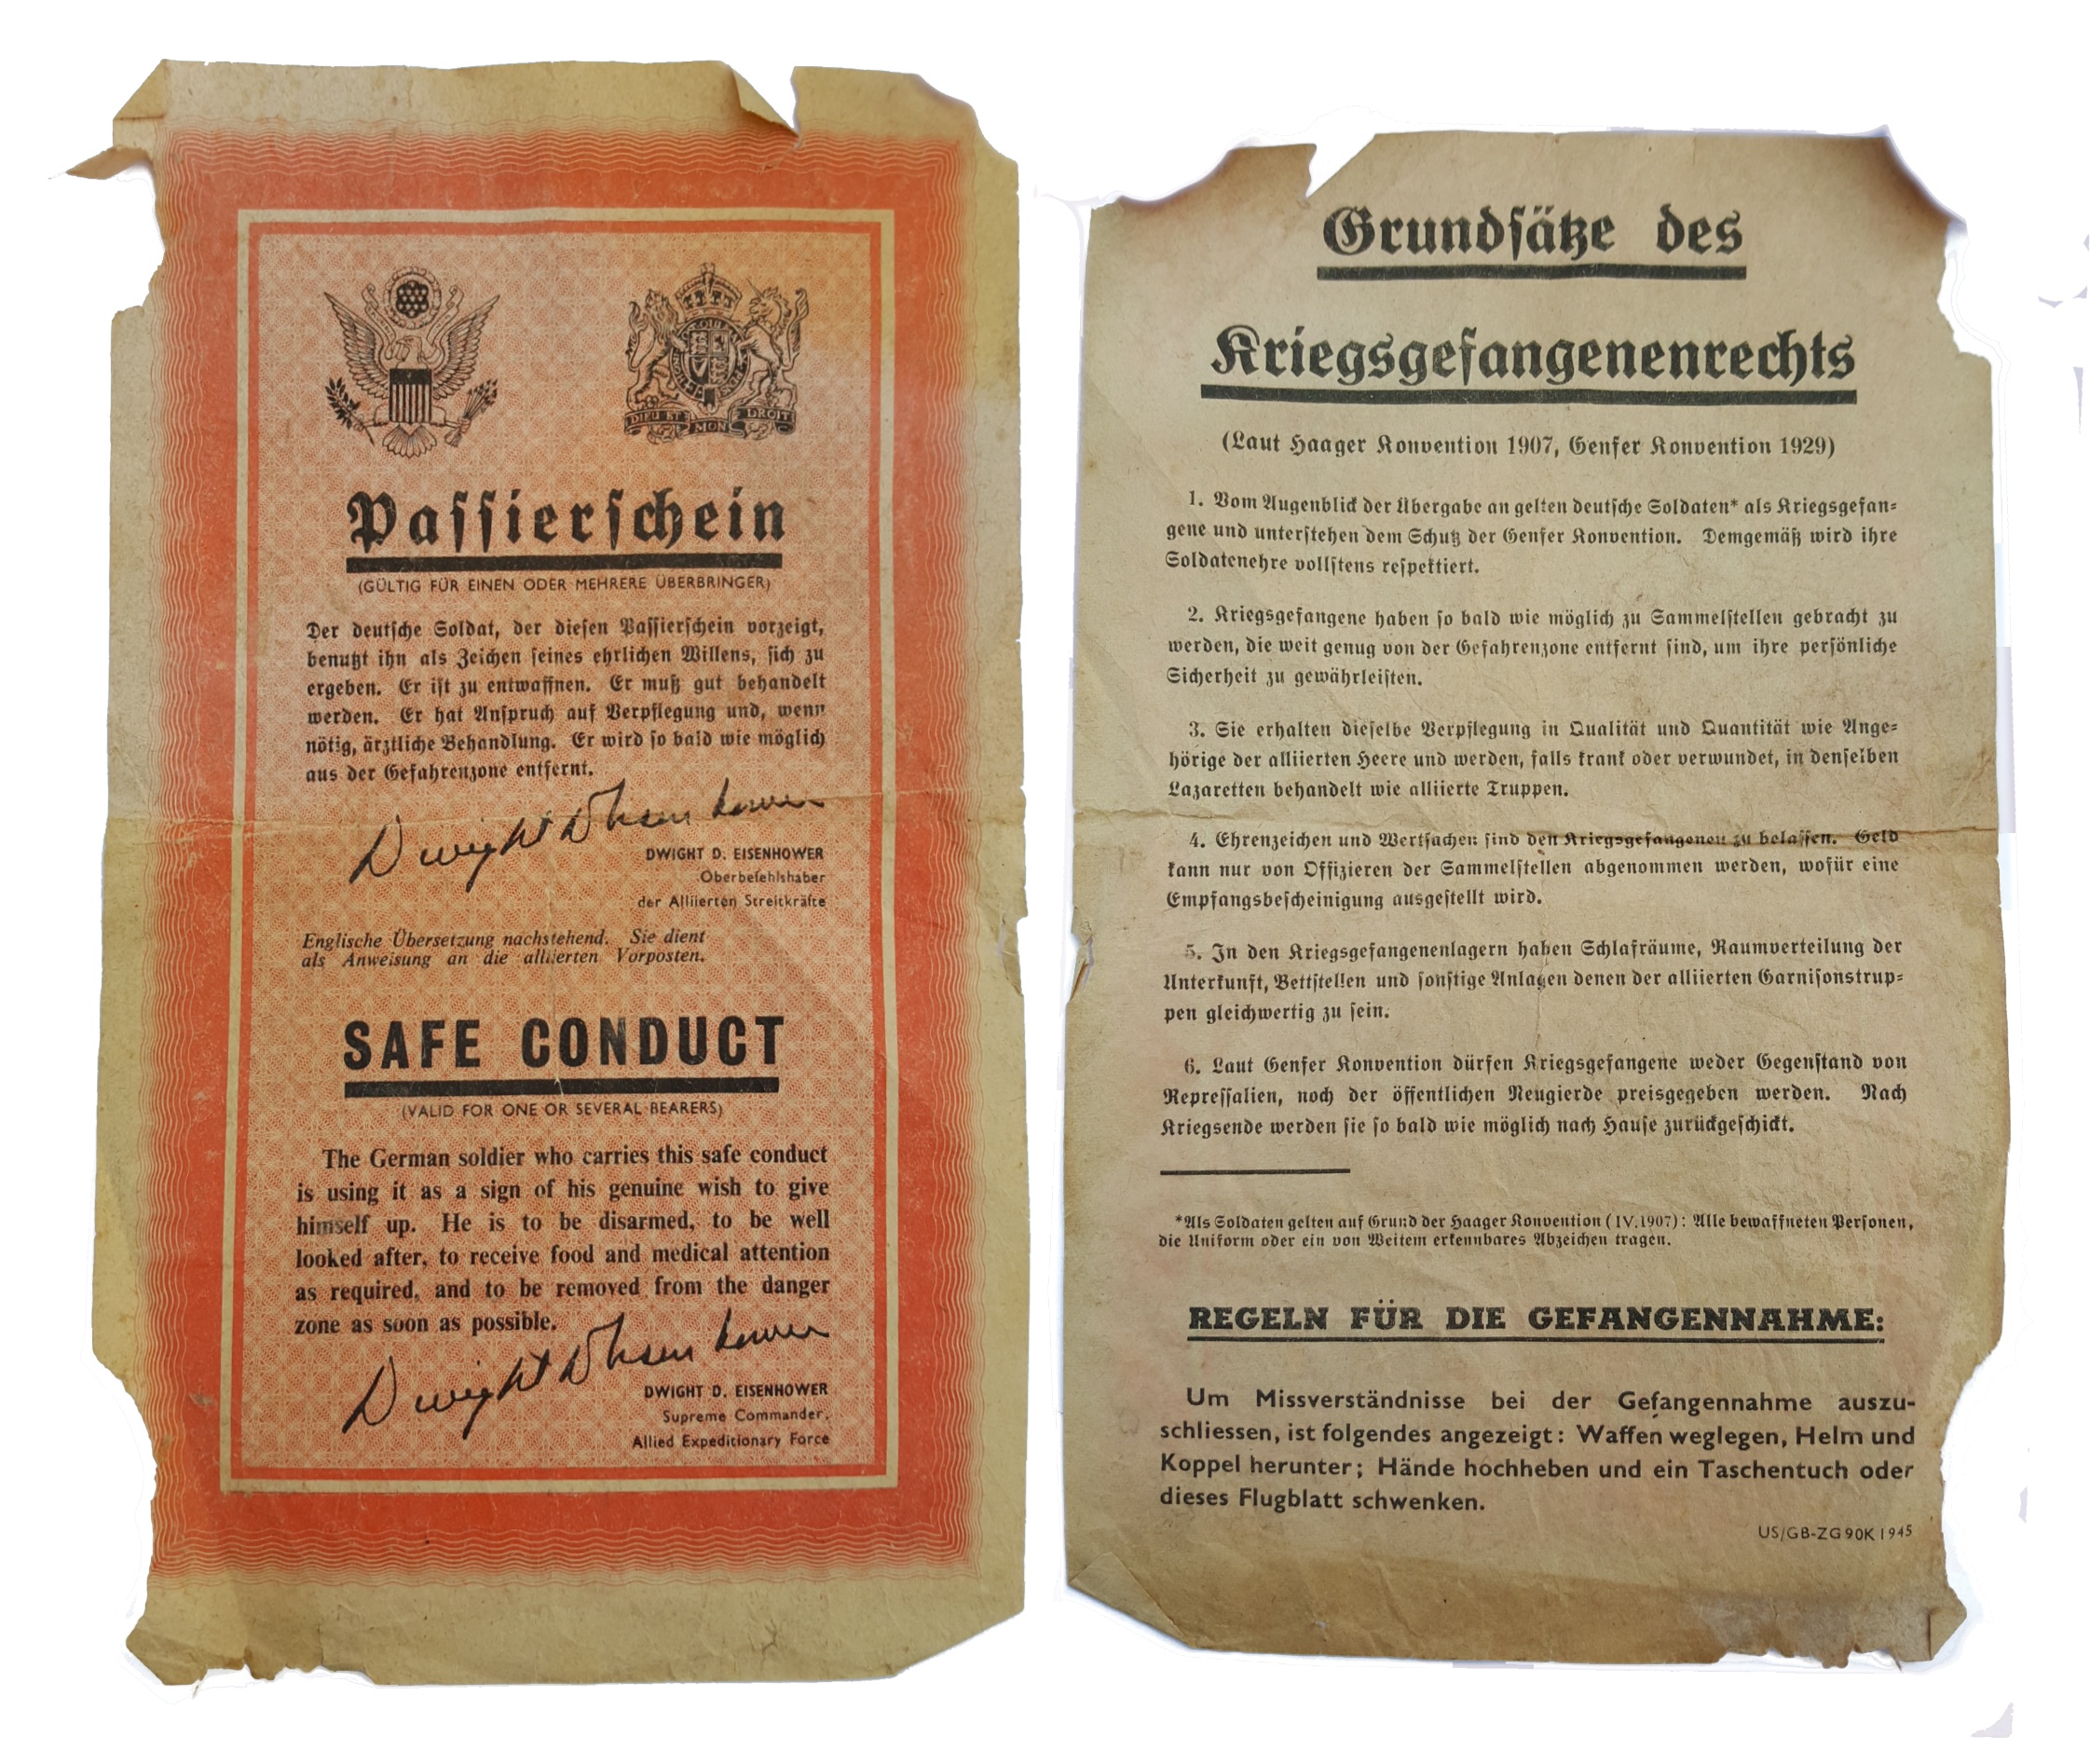 DIEU ET MON DROIT
Passierschein
(GÜLTIG FÜR EINEN ODER MEHRERE ÜBERBRINGER)
Der deutsche Soldat, der diesen Passierschein vorzeigt,
benutzt ihn als Zeichen seines ehrlichen Willens, sich zu
ergeben. Er ist zu entwaffnen. Er muß gut behandelt
werden. Er hat Anspruch auf Verpflegung und, wenn
nötig, ärztliche Behandlung. Er wird so bald wie möglich
aus der Gefahrenzone entfernt.
Dwight D Eisenhower
DWIGHT D. EISENHOWER
Oberbefehlshaber
der Alliierten Streitkräfte
Englische Übersetzung nachstehend. Sie dient
als Anweisung an die alliierten Vorposten.
SAFE CONDUCT
(VALID FOR ONE OR SEVERAL BEARERS)
The German soldier who carries this safe conduct
is using it as a sign of his genuine wish to give
himself up. He is to be disarmed, to be well
looked after, to receive food and medical attention
as required, and to be removed from the danger
zone as soon as possible.
Dwight D Eisenhower
DWIGHT D. EISENHOWER
Supreme Commander,
Allied Expeditionary Force
Grundsätze des
Kriegsgefangenenrechts
(Laut Haager Konvention 1907, Genfer Konvention 1929)
1. Vom Augenblick der Übergabe an gelten deutsche Soldaten* als Kriegsgefan-
gene und unterstehen dem Schutz der Genfer Konvention. Demgemäß wird ihre
Soldatenehre vollstens respektiert.
2. Kriegsgefangene haben so bald wie möglich zu Sammelstellen gebracht zu
werden, die weit genug von der Gefahrenzone entfernt sind, um ihre persönliche
Sicherheit zu gewährleisten.
3. Sie erhalten dieselbe Verpflegung in Qualität und Quantität wie Ange-
hörige der alliierten Heere und werden, falls krank oder verwundet, in denselben
Lazaretten behandelt wie alliierte Truppen.
4. Ehrenzeichen und Wertsachen sind den Kriegsgefangenen zu belassen. Geld
kann nur von Offizieren der Sammelstellen abgenommen werden, wofür eine
Empfangsbescheinigung ausgestellt wird.
5. In den Kriegsgefangenenlagern haben Schlafräume, Raumverteilung der
Unterkunft, Bettstellen und sonstige Anlagen denen der alliierten Garnisonstrup-
pen gleichwertig zu sein.
6. Laut Genfer Konvention dürfen Kriegsgefangene weder Gegenstand von
Repressalien, noch der öffentlichen Neugierde preisgegeben werden. Nach
Kriegsende werden sie so bald wie möglich nach Hause zurückgeschickt.
*Als Soldaten gelten auf Grund der Haager Konvention (IV.1907): Alle bewaffneten Personen,
die Uniform oder ein von Weitem erkennbares Abzeichen tragen.
REGELN FÜR DIE GEFANGENNAHME:
Um Missverständnisse bei der Gefangennahme auszu-
schliessen, ist folgendes angezeigt: Waffen weglegen, Helm und
Koppel herunter; Hände hochheben und ein Taschentuch oder
dieses Flugblatt schwenken.
US/GB-ZG90K 1945